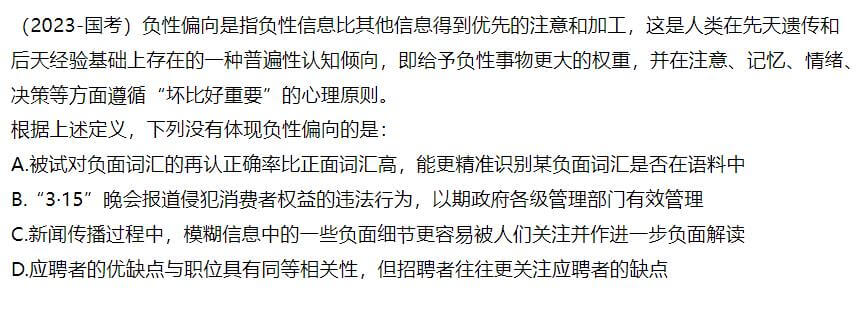 （2023-国考）负性偏向是指负性信息比其他信息得到优先的注意和加工，这是人类在先天遗传和
后天经验基础上存在的一种普遍性认知倾向，即给予负性事物更大的权重，并在注意、记忆、情绪、
决策等方面遵循“坏比好重要”的心理原则。
根据上述定义，下列没有体现负性偏向的是：
A.被试对负面词汇的再认正确率比正面词汇高，能更精准识别某负面词汇是否在语料中
B.“3·15”晚会报道侵犯消费者权益的违法行为，以期政府各级管理部门有效管理
C.新闻传播过程中，模糊信息中的一些负面细节更容易被人们关注并作进一步负面解读
D.应聘者的优缺点与职位具有同等相关性，但招聘者往往更关注应聘者的缺点